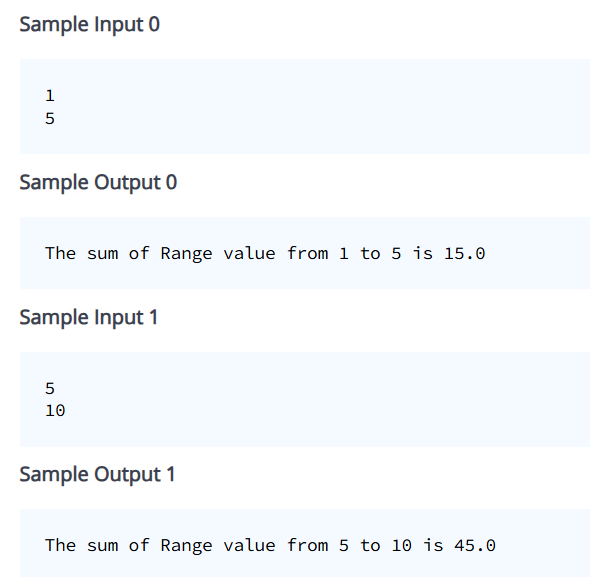 Sample Input 0
1
5
Sample Output 0
The sum of Range value from 1 to 5 is 15.0
Sample Input 1
5
10
Sample Output 1
The sum of Range value from 5 to 10 is 45.0